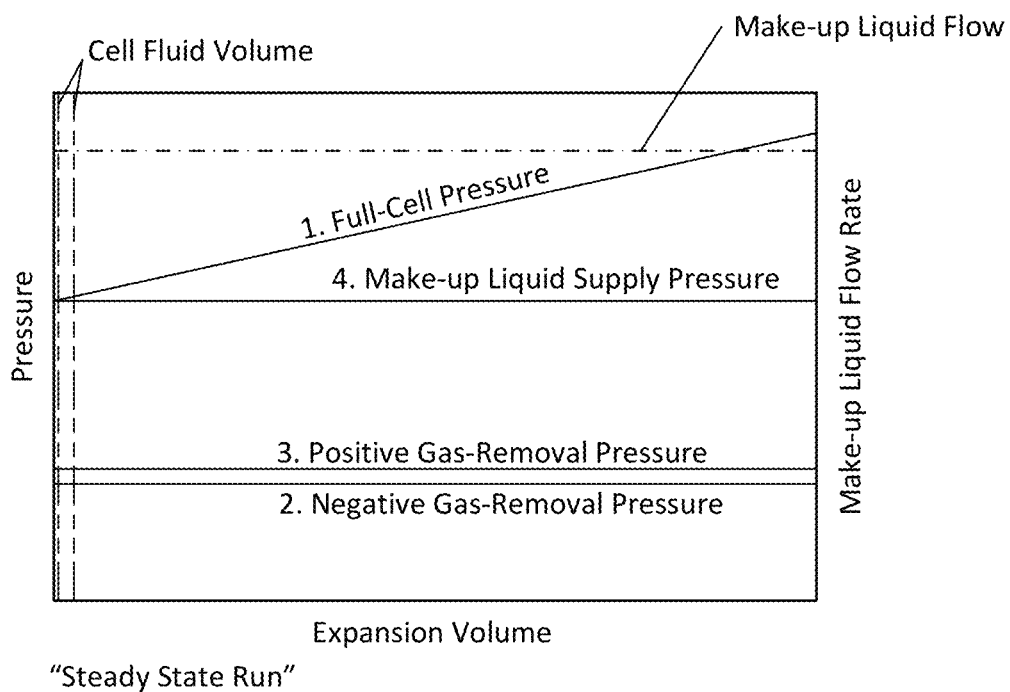 Make-up Liquid Flow
Cell Fluid Volume
1. Full-Cell Pressure
4. Make-up Liquid Supply Pressure
Pressure
Make-up Liquid Flow Rate
3. Positive Gas-Removal Pressure
2. Negative Gas-Removal Pressure
Expansion Volume
“Steady State Run”